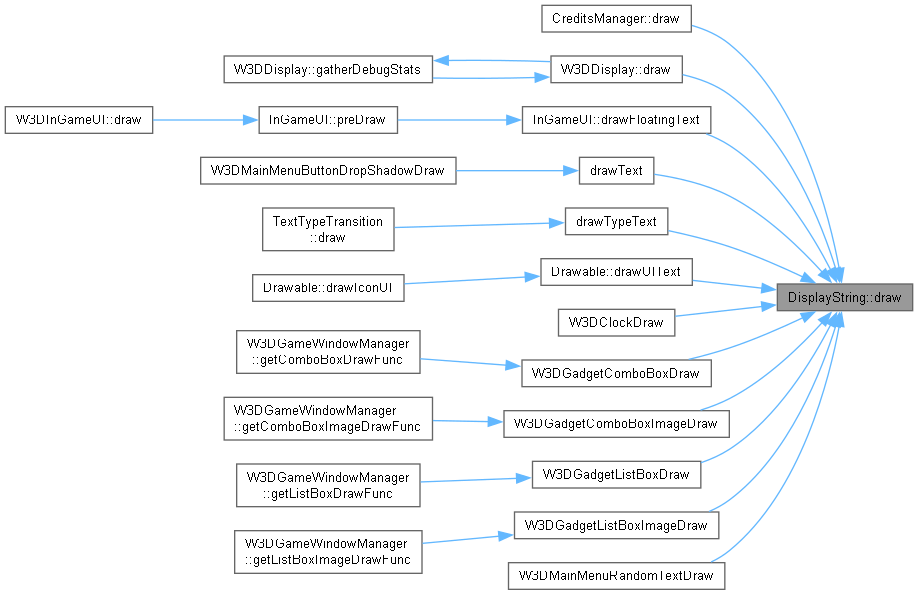 CreditsManager::draw
W3DDisplay::gatherDebugStats
W3DDisplay::draw
W3DInGameUI::draw
InGameUI::preDraw
InGameUI::drawFloatingText
W3DMainMenuButtonDropShadowDraw
drawText
TextTypeTransition
::draw
drawTypeText
Drawable::drawUIText
Drawable::drawIconUI
DisplayString::draw
W3DClockDraw
W3DGameWindowManager
::getComboBoxDrawFunc
W3DGadgetComboBoxDraw
W3DGameWindowManager
::getComboBoxImageDrawFunc
W3DGadgetComboBoxImageDraw
W3DGameWindowManager
::getListBoxDrawFunc
W3DGadgetListBoxDraw
W3DGameWindowManager
::getListBoxImageDrawFunc
W3DGadgetListBoxImageDraw
W3DMainMenuRandomTextDraw